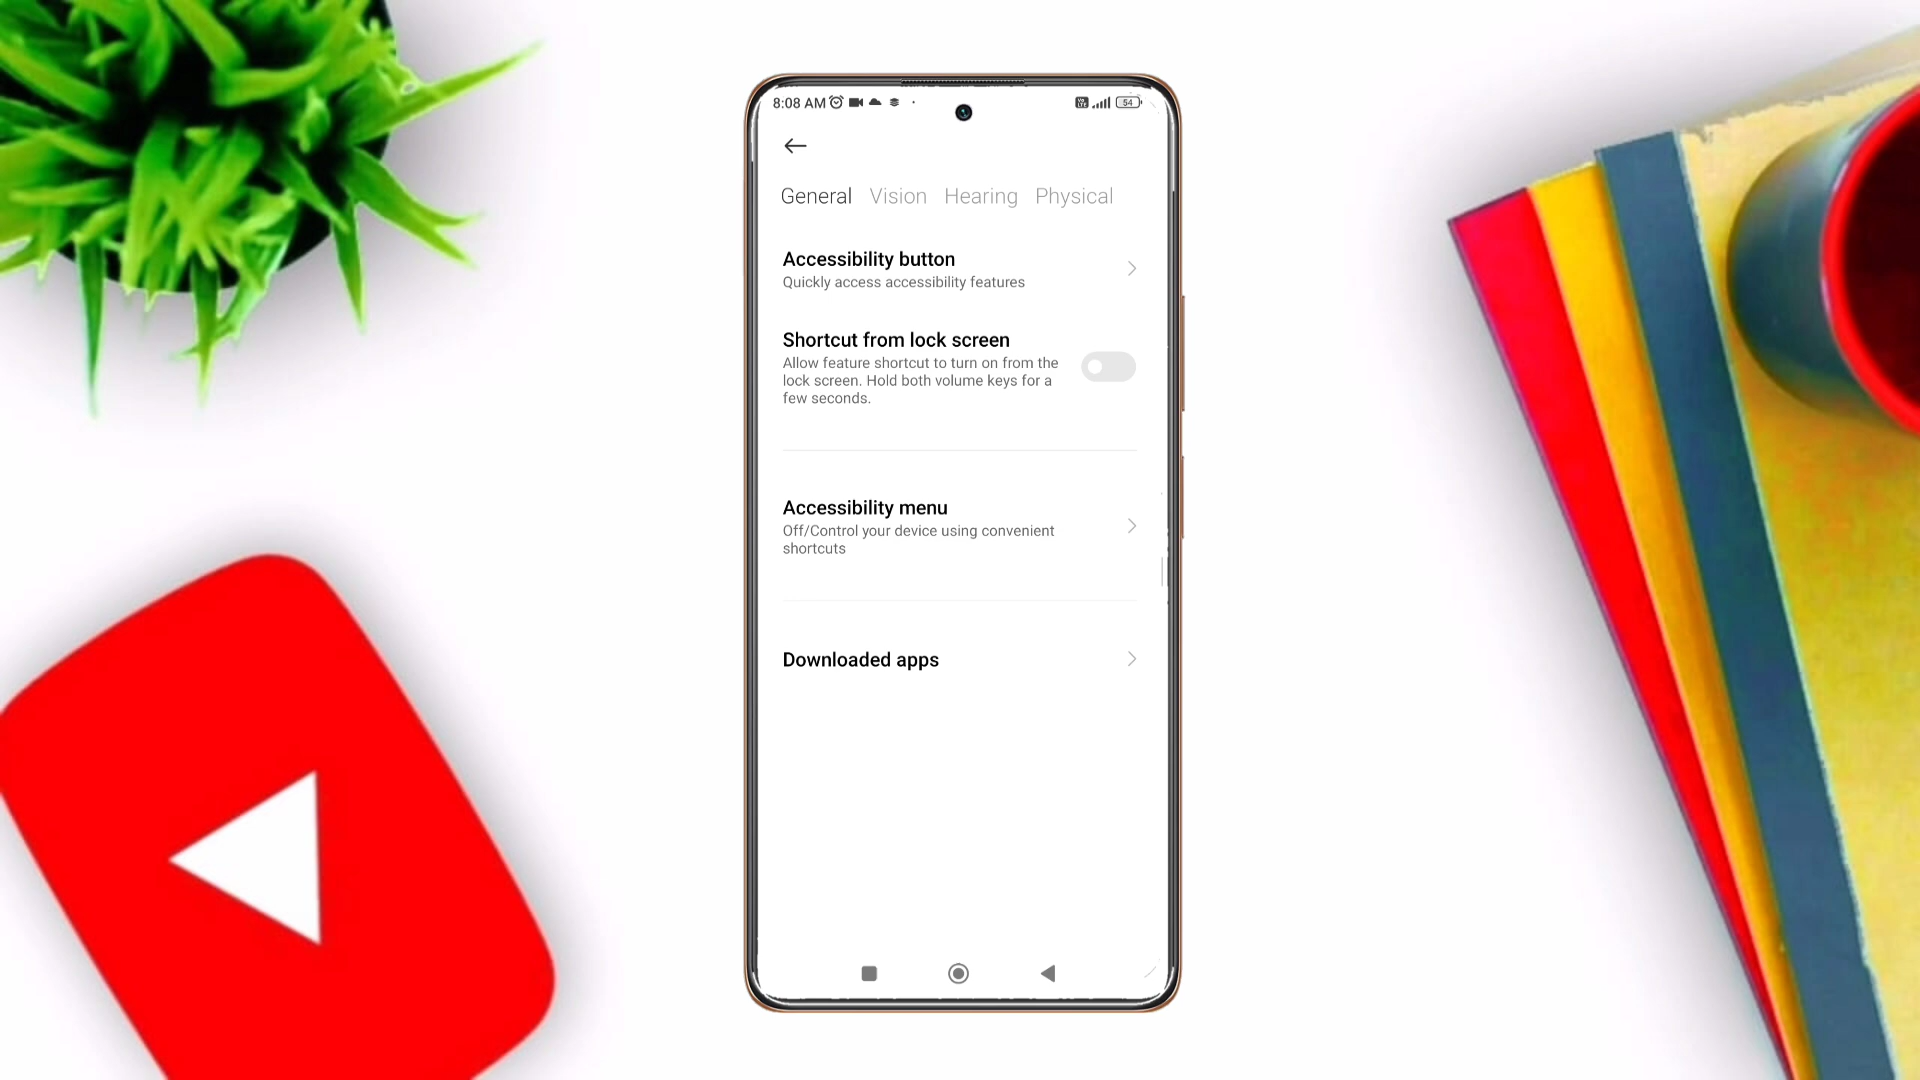 8:08 AM
54
General Vision Hearing Physical
Accessibility button
Quickly access accessibility features
Shortcut from lock screen
Allow feature shortcut to turn on from the
lock screen. Hold both volume keys for a
few seconds.
Accessibility menu
Off/Control your device using convenient
shortcuts
Downloaded apps